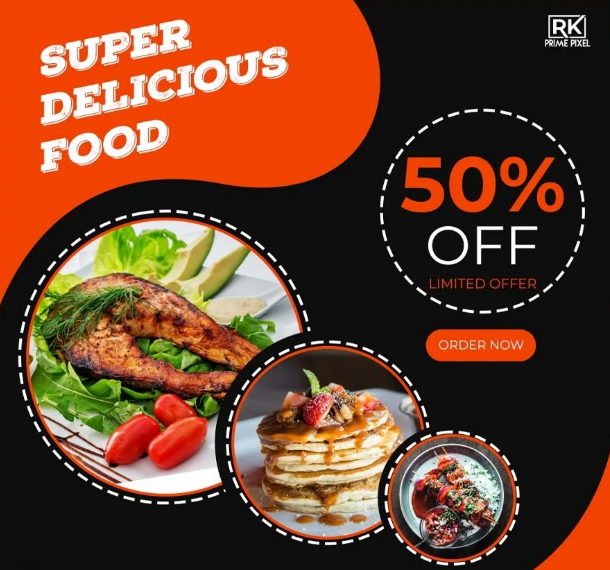 SUPER
DELICIOUS
FOOD
RK
PRIME PIXEL
50%
OFF
LIMITED OFFER
ORDER NOW